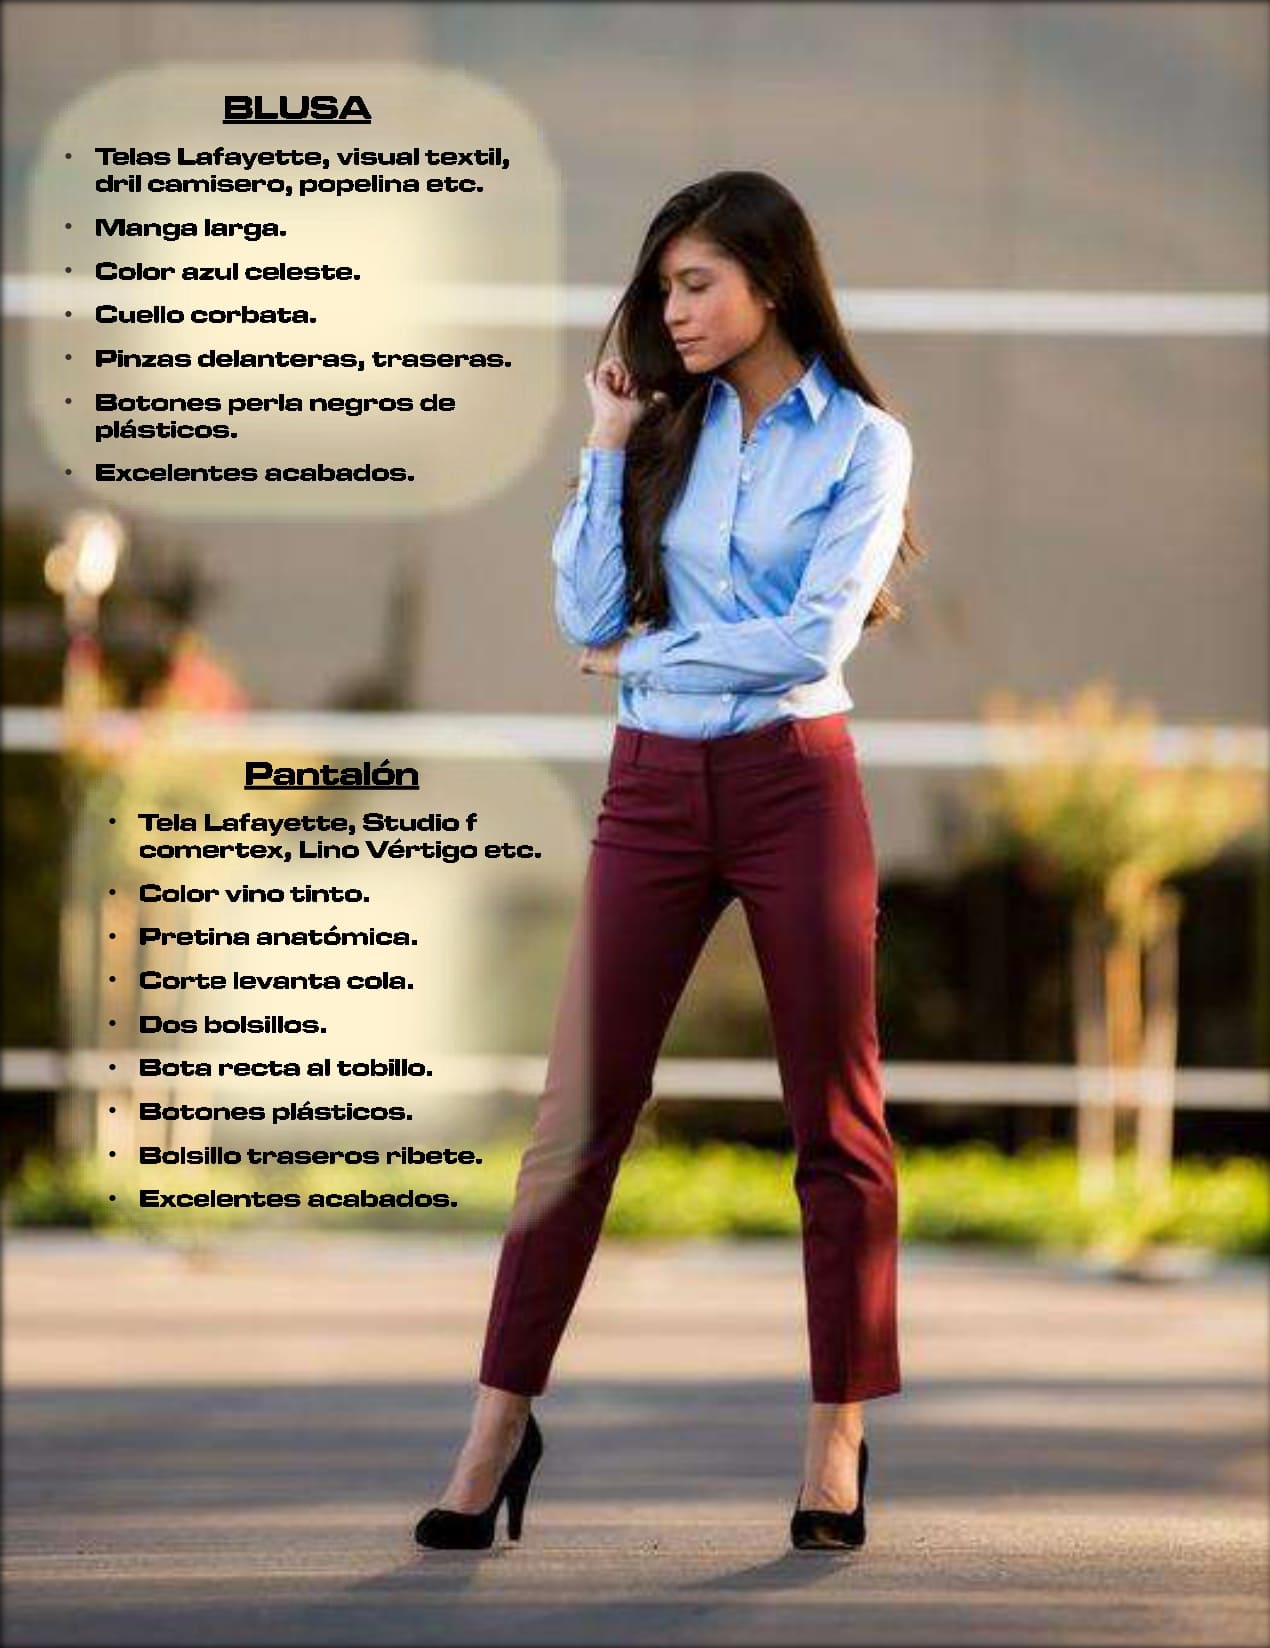 BLUSA
• Telas Lafayette, visual textil,
dril camisero, popelina etc.
• Manga larga.
• Color azul celeste.
• Cuello corbata.
• Pinzas delanteras, traseras.
• Botones perla negros de
plásticos.
• Excelentes acabados.
Pantalón
• Tela Lafayette, Studio f
comertex, Lino Vértigo etc.
• Color vino tinto.
• Pretina anatómica.
• Corte levanta cola.
• Dos bolsillos.
• Bota recta al tobillo.
• Botones plásticos.
• Bolsillo traseros ribete.
• Excelentes acabados.